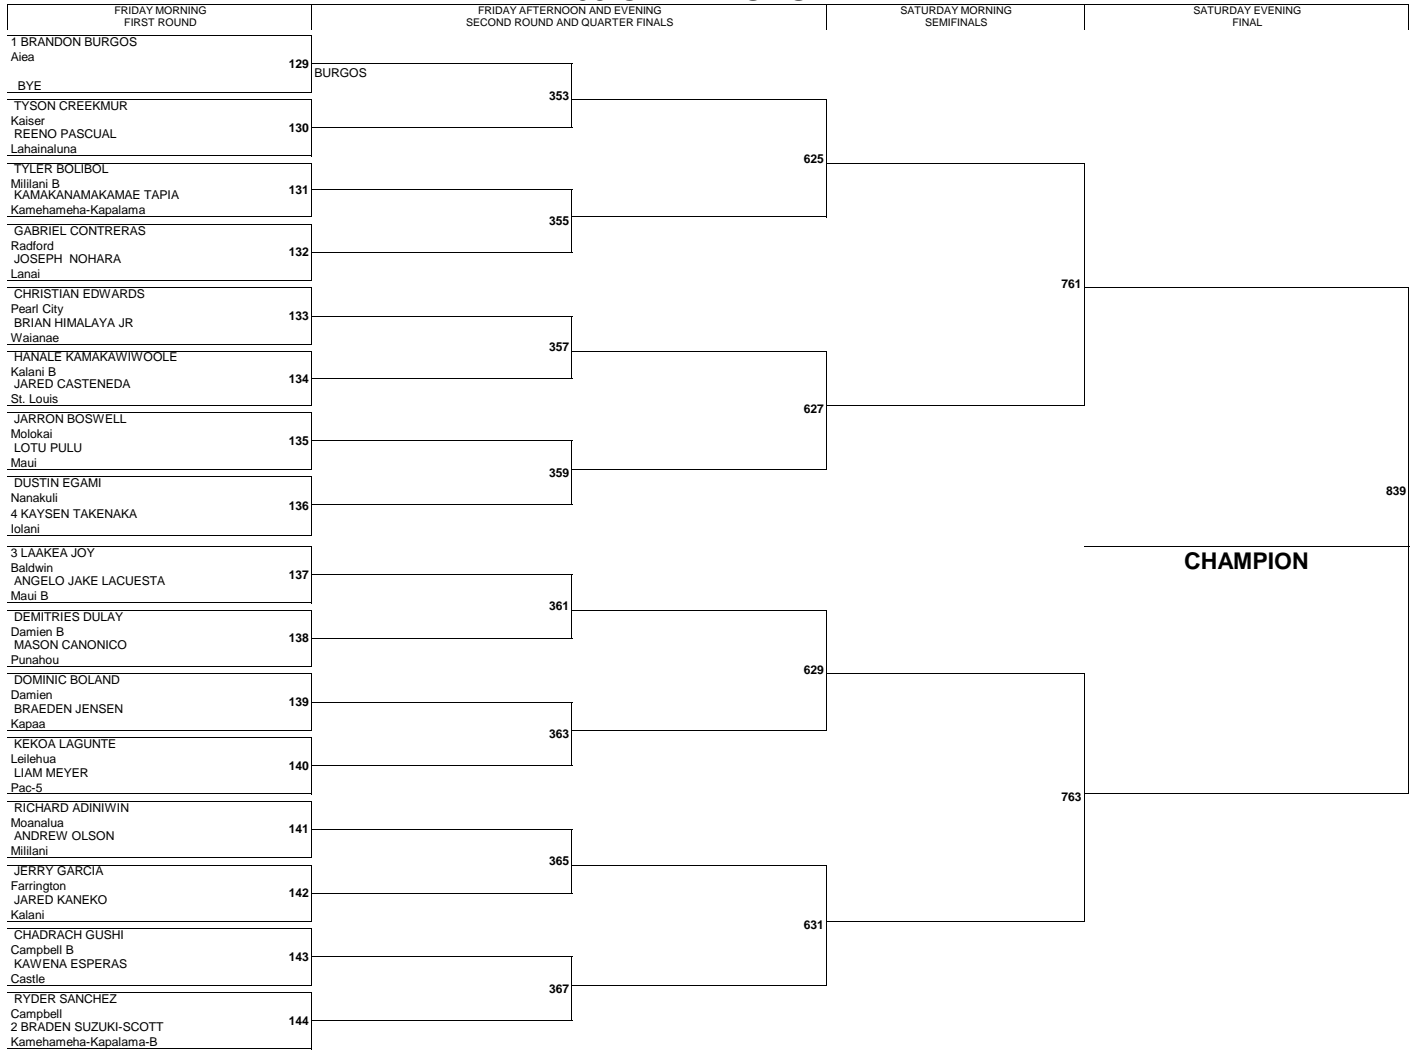 FRIDAY MORNING
FIRST ROUND
FRIDAY AFTERNOON AND EVENING
SECOND ROUND AND QUARTER FINALS
SATURDAY MORNING
SEMIFINALS
SATURDAY EVENING
FINAL
1 BRANDON BURGOS
Aiea
129
BYE
BURGOS
353
TYSON CREEKMUR
Kaiser
130
REENO PASCUAL
Lahainaluna
625
TYLER BOLIBOL
Mililani B
131
KAMAKANAMAKAMAE TAPIA
Kamehameha-Kapalama
355
GABRIEL CONTRERAS
Radford
132
JOSEPH NOHARA
Lanai
761
CHRISTIAN EDWARDS
Pearl City
133
BRIAN HIMALAYA JR
Waianae
357
HANALE KAMAKAWIWOOLE
Kalani B
134
JARED CASTENEDA
St. Louis
627
JARRON BOSWELL
Molokai
135
LOTU PULU
Maui
359
DUSTIN EGAMI
Nanakuli
136
4 KAYSEN TAKENAKA
Iolani
839
CHAMPION
3 LAAKEA JOY
Baldwin
137
ANGELO JAKE LACUESTA
Maui B
361
DEMITRIES DULAY
Damien B
138
MASON CANONICO
Punahou
629
DOMINIC BOLAND
Damien
139
BRAEDEN JENSEN
Kapaa
363
KEKOA LAGUNTE
Leilehua
140
LIAM MEYER
Pac-5
763
RICHARD ADINIWIN
Moanalua
141
ANDREW OLSON
Mililani
365
JERRY GARCIA
Farrington
142
JARED KANEKO
Kalani
631
CHADRACH GUSHI
Campbell B
143
KAWENA ESPERAS
Castle
367
RYDER SANCHEZ
Campbell
144
2 BRADEN SUZUKI-SCOTT
Kamehameha-Kapalama-B